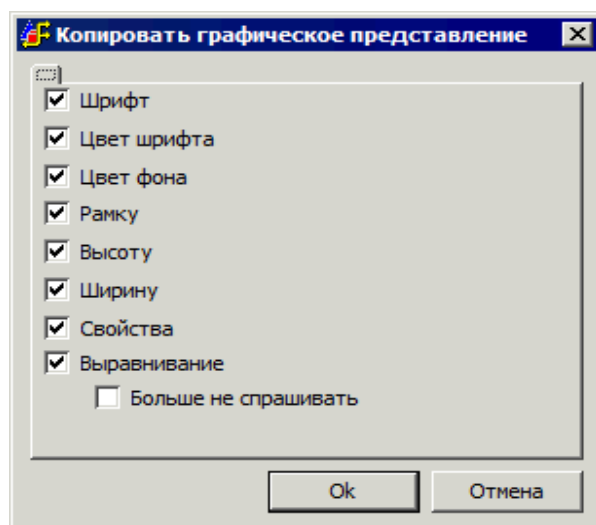 Копировать графическое представление
Шрифт
Цвет шрифта
Цвет фона
Рамку
Высоту
Ширину
Свойства
Выравнивание
Больше не спрашивать
Ok
Отмена